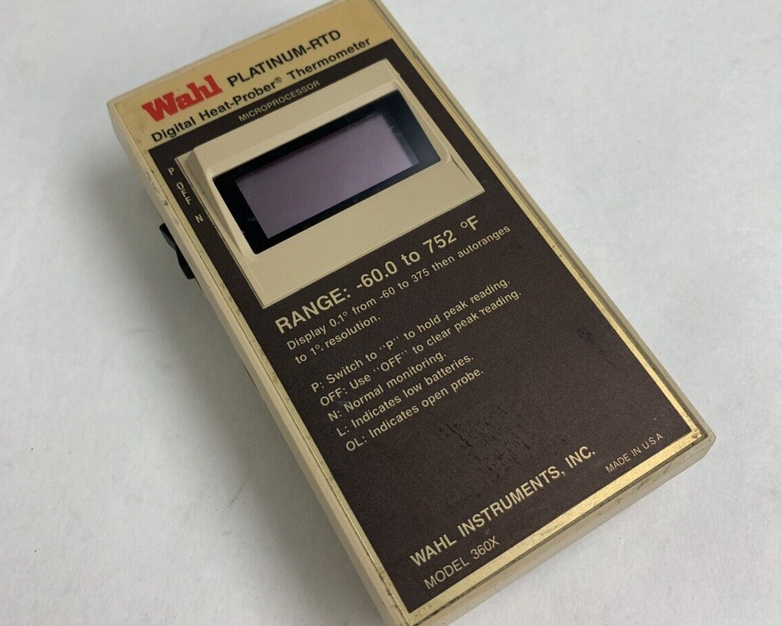 Wahl PLATINUM-RTD
Digital Heat-Prober® Thermometer
MICROPROCESSOR
P
OFF
N
RANGE: -60.0 to 752 °F
Display 0.1° from -60 to 375 then autoranges
to 1° resolution.
P: Switch to "P" to hold peak reading.
OFF: Use "OFF" to clear peak reading.
N: Normal monitoring.
L: Indicates low batteries.
OL: Indicates open probe.
WAHL INSTRUMENTS, INC.
MADE IN U.S.A
MODEL 360X